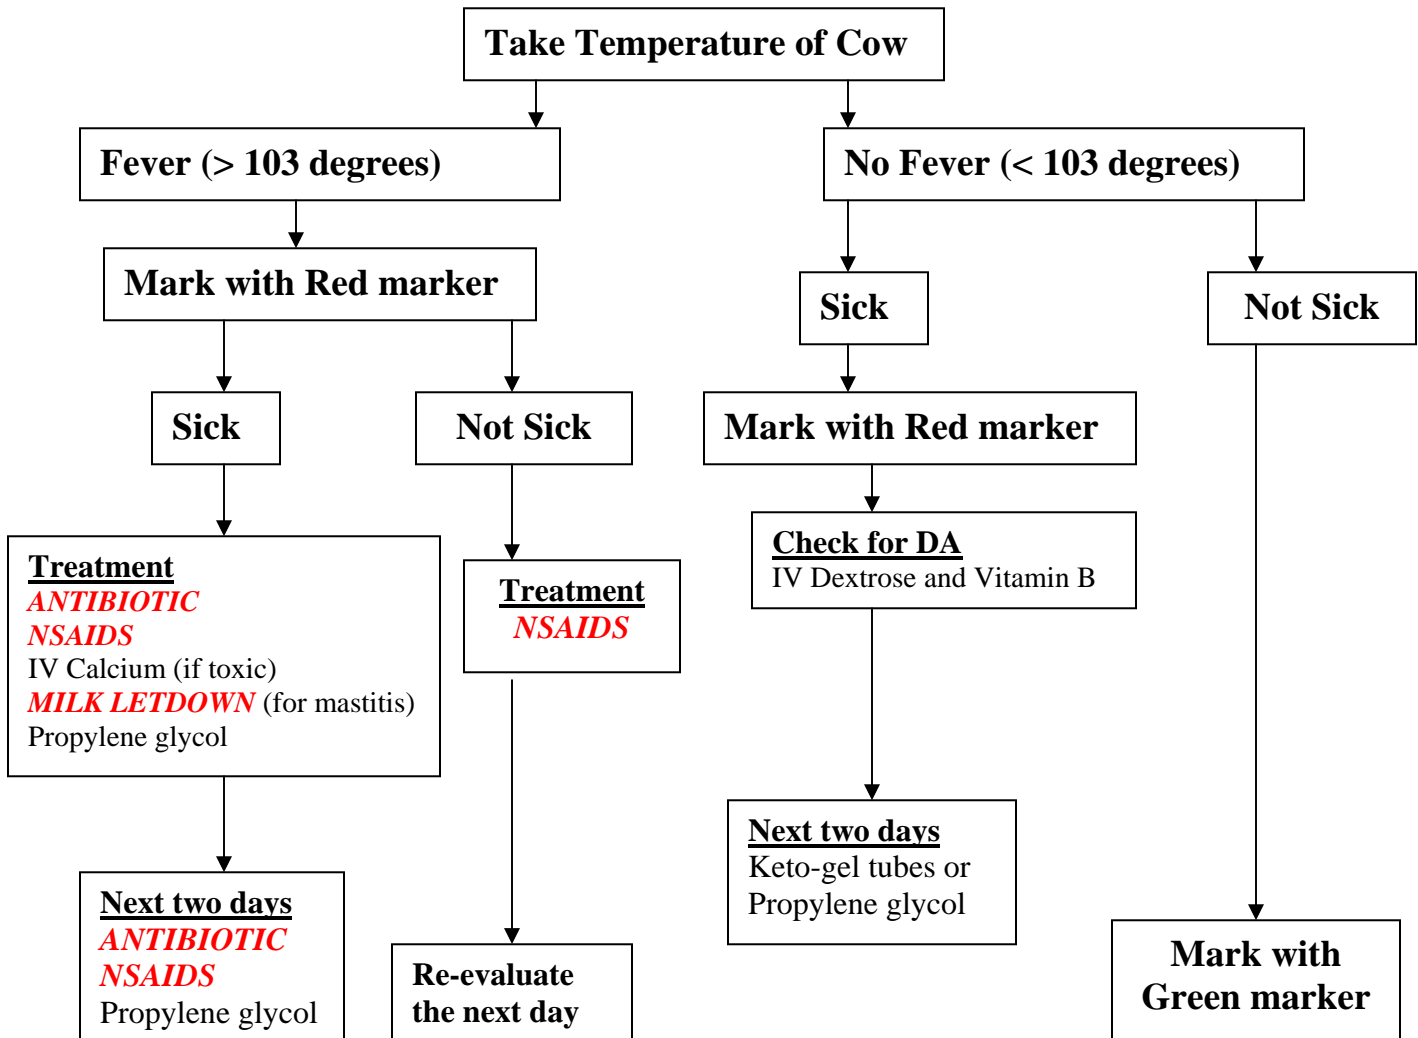 Take Temperature of Cow
Fever (> 103 degrees)
No Fever (< 103 degrees)
Mark with Red marker
Sick
Not Sick
Sick
Not Sick
Mark with Red marker
Treatment
ANTIBIOTIC
NSAIDS
IV Calcium (if toxic)
MILK LETDOWN (for mastitis)
Propylene glycol
Treatment
NSAIDS
Check for DA
IV Dextrose and Vitamin B
Next two days
ANTIBIOTIC
NSAIDS
Propylene glycol
Re-evaluate
the next day
Next two days
Keto-gel tubes or
Propylene glycol
Mark with
Green marker